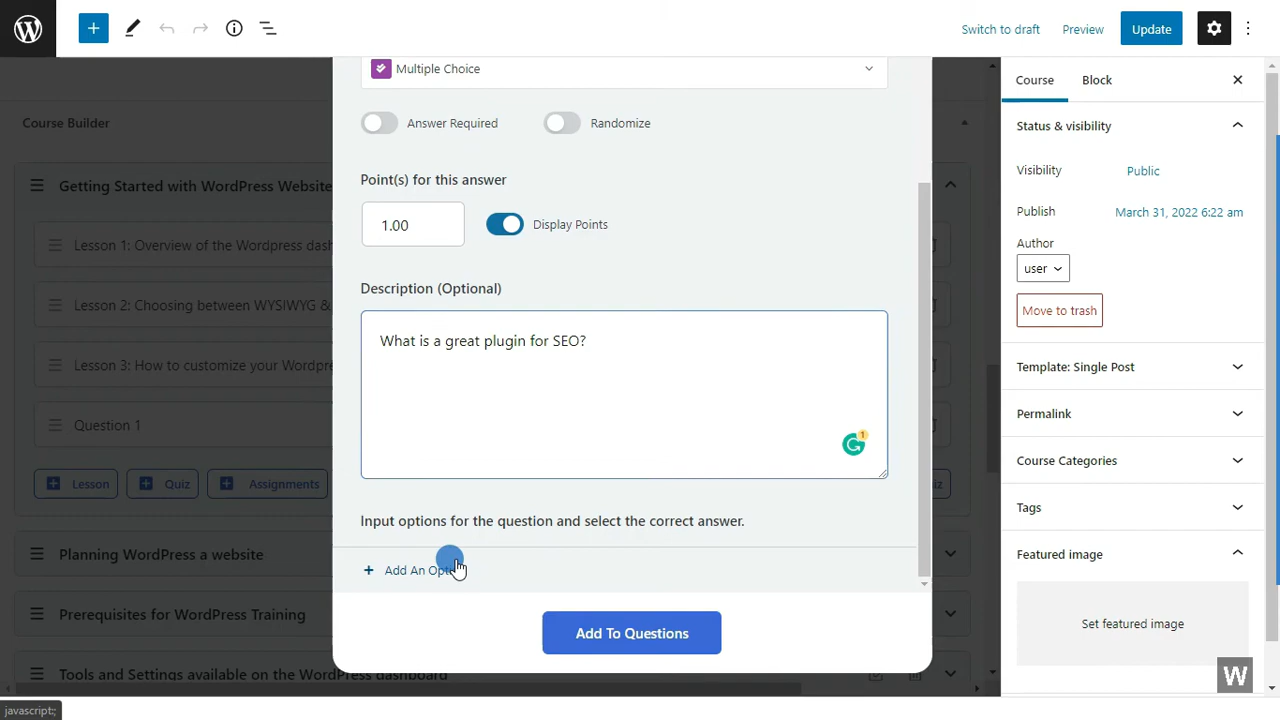 Switch to draft
Preview
Update
Multiple Choice
Course
Block
Course Builder
Answer Required
Randomize
Status & visibility
Visibility
Public
Point(s) for this answer
Getting Started with WordPress Website
Publish
March 31, 2022 6:22 am
1.00
Display Points
Author
Lesson 1: Overview of the Wordpress dash
user
Description (Optional)
Lesson 2: Choosing between WYSIWYG &
Move to trash
What is a great plugin for SEO?
Lesson 3: How to customize your Wordpre
Template: Single Post
Permalink
Question 1
1
Course Categories
Lesson
Quiz
Assignments
iz
Tags
Input options for the question and select the correct answer.
Planning WordPress a website
Featured image
+ Add An Opt
Prerequisites for WordPress Training
Add To Questions
Set featured image
Tools and Settings available on the WordPress dashboard
W
javascript:;